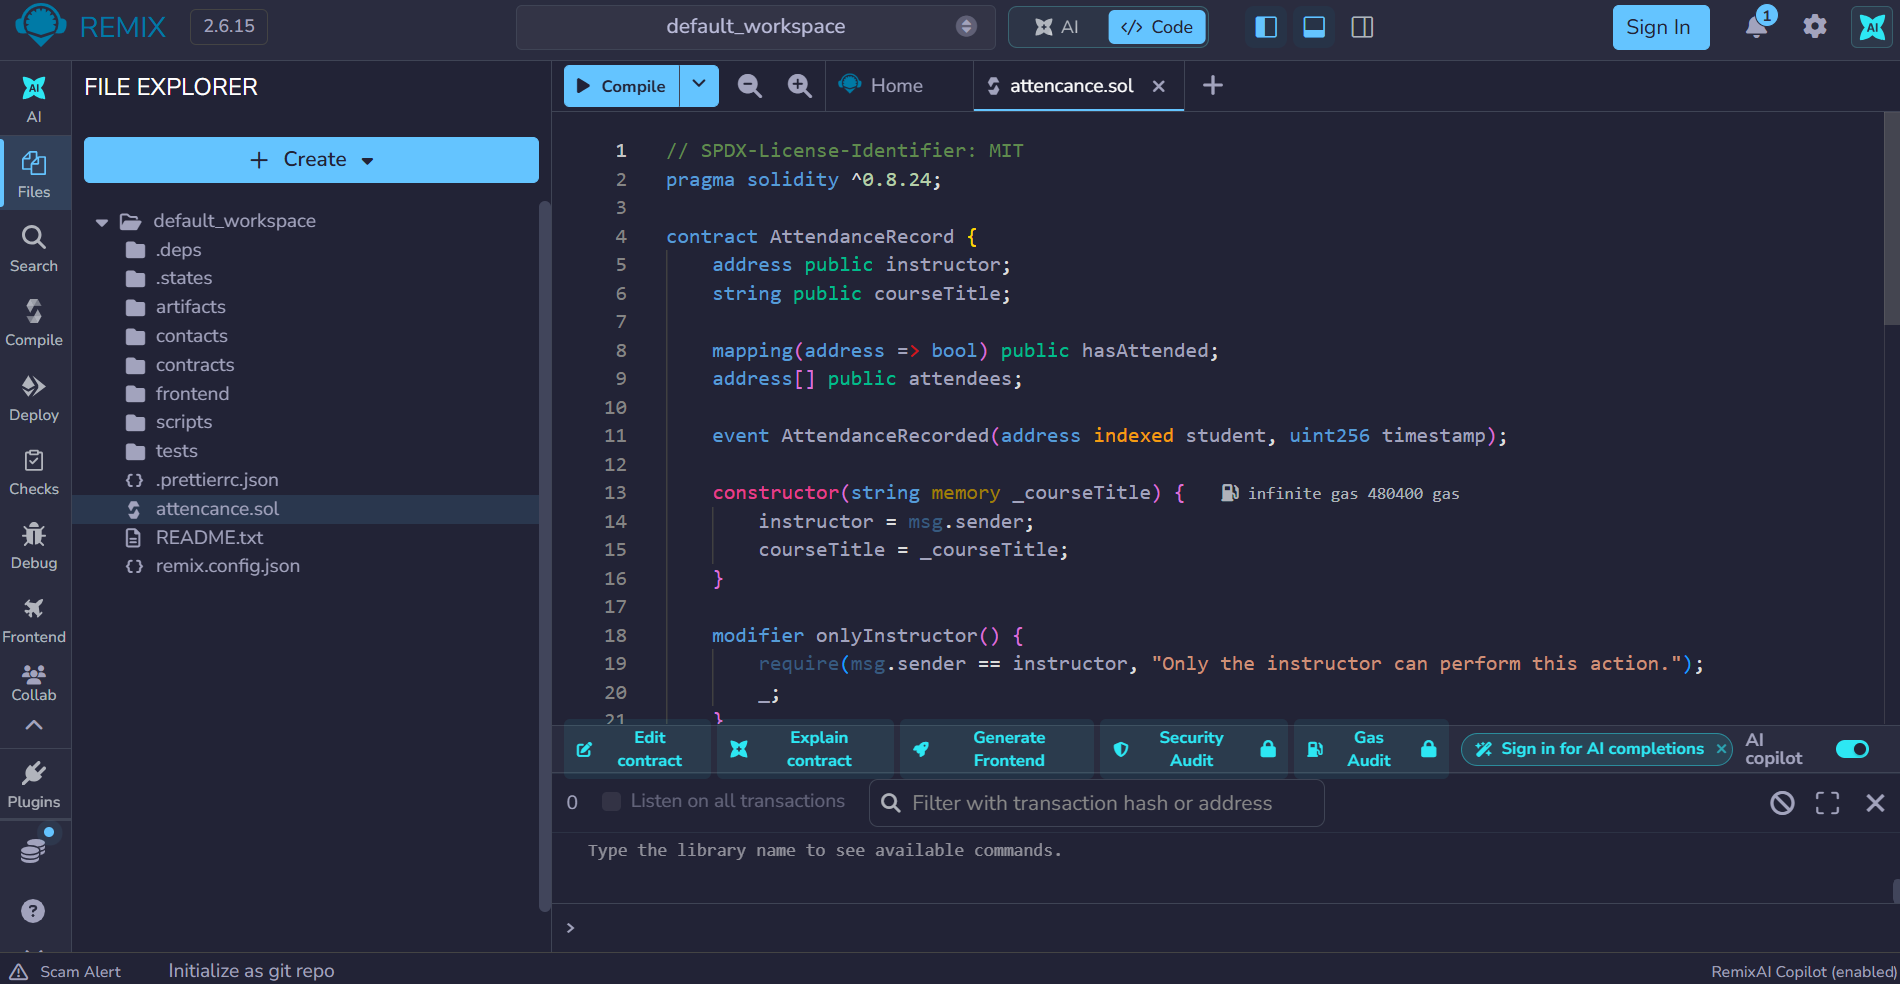 REMIX 2.6.15 default_workspace AI </> Code Sign In 1 AI
AI
Files
Search
Compile
Deploy
Checks
Debug
Frontend
Collab
Plugins
FILE EXPLORER
+ Create
default_workspace
.deps
.states
artifacts
contacts
contracts
frontend
scripts
tests
{} .prettierrc.json
attencance.sol
README.txt
{} remix.config.json
Compile Home attencance.sol
1 // SPDX-License-Identifier: MIT
2 pragma solidity ^0.8.24;
3
4 contract AttendanceRecord {
5 address public instructor;
6 string public courseTitle;
7
8 mapping(address => bool) public hasAttended;
9 address[] public attendees;
10
11 event AttendanceRecorded(address indexed student, uint256 timestamp);
12
13 constructor(string memory _courseTitle) { infinite gas 480400 gas
14 instructor = msg.sender;
15 courseTitle = _courseTitle;
16 }
17
18 modifier onlyInstructor() {
19 require(msg.sender == instructor, "Only the instructor can perform this action.");
20 _;
21 }
Edit contract
Explain contract
Generate Frontend
Security Audit
Gas Audit
Sign in for AI completions
AI copilot
0 Listen on all transactions Filter with transaction hash or address
Type the library name to see available commands.
>
Scam Alert Initialize as git repo RemixAI Copilot (enabled)